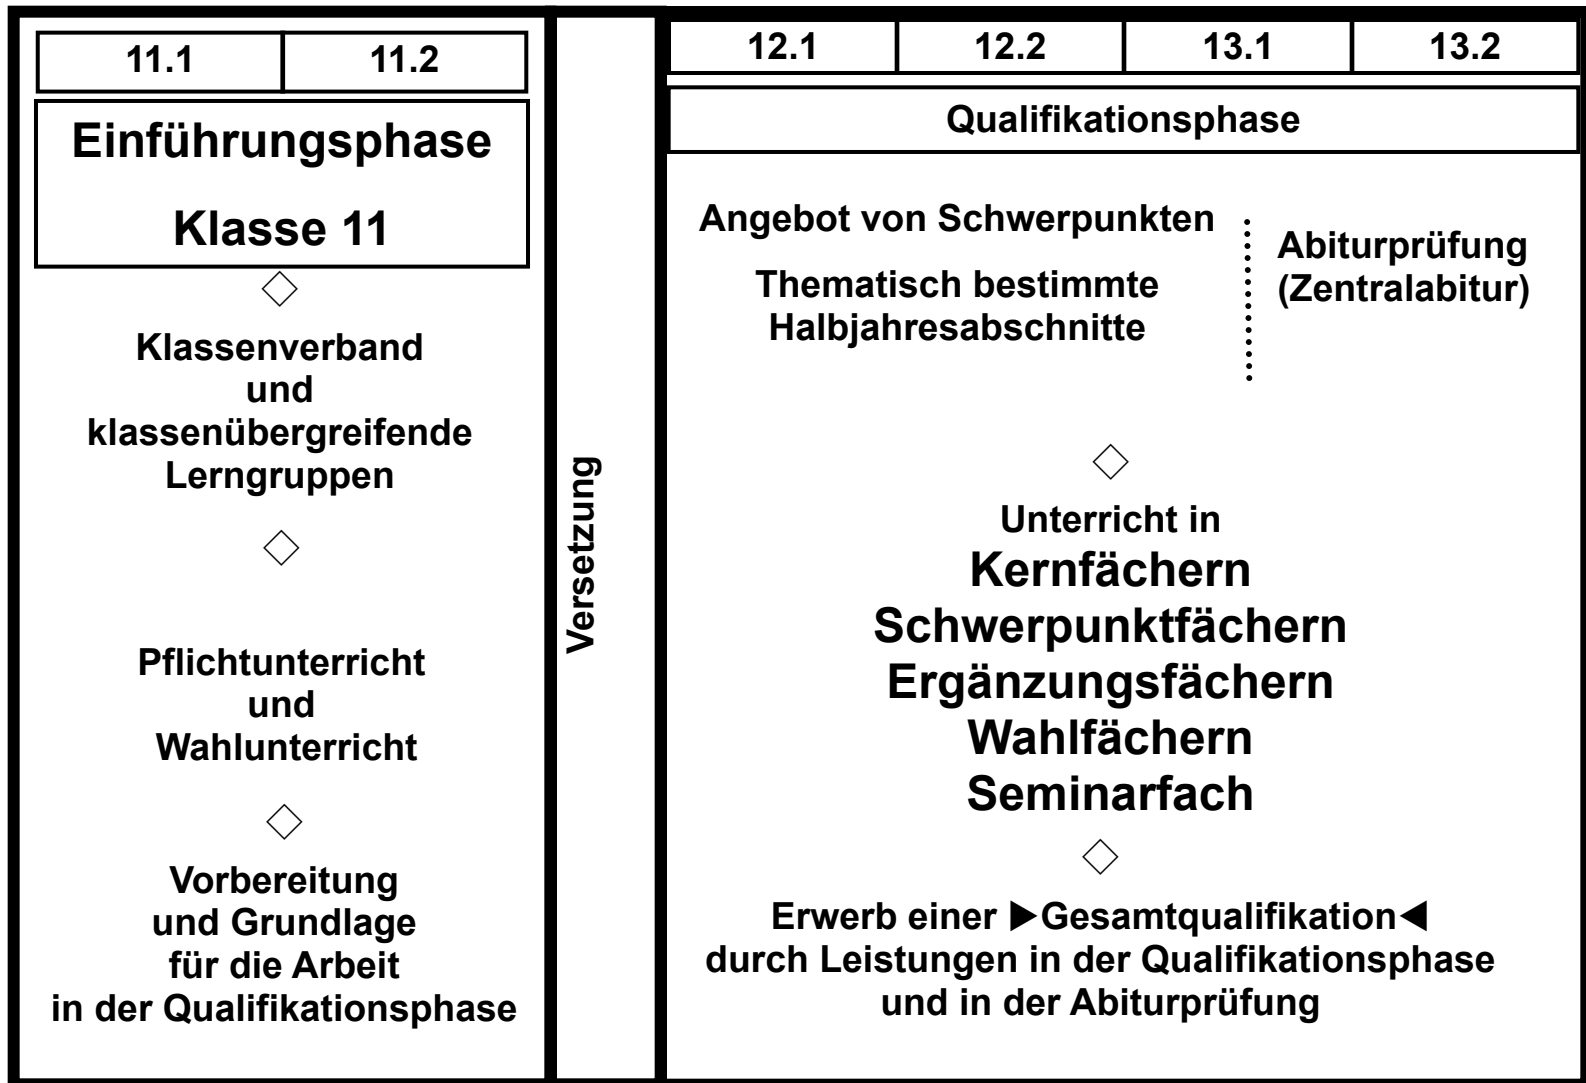 11.1
11.2
Einführungsphase
Klasse 11
Klassenverband
und
klassenübergreifende
Lerngruppen
Pflichtunterricht
und
Wahlunterricht
Vorbereitung
und Grundlage
für die Arbeit
in der Qualifikationsphase
Versetzung
12.1
12.2
13.1
13.2
Qualifikationsphase
Angebot von Schwerpunkten
Thematisch bestimmte
Halbjahresabschnitte
Abiturprüfung
(Zentralabitur)
Unterricht in
Kernfächern
Schwerpunktfächern
Ergänzungsfächern
Wahlfächern
Seminarfach
Erwerb einer ▶Gesamtqualifikation◀
durch Leistungen in der Qualifikationsphase
und in der Abiturprüfung